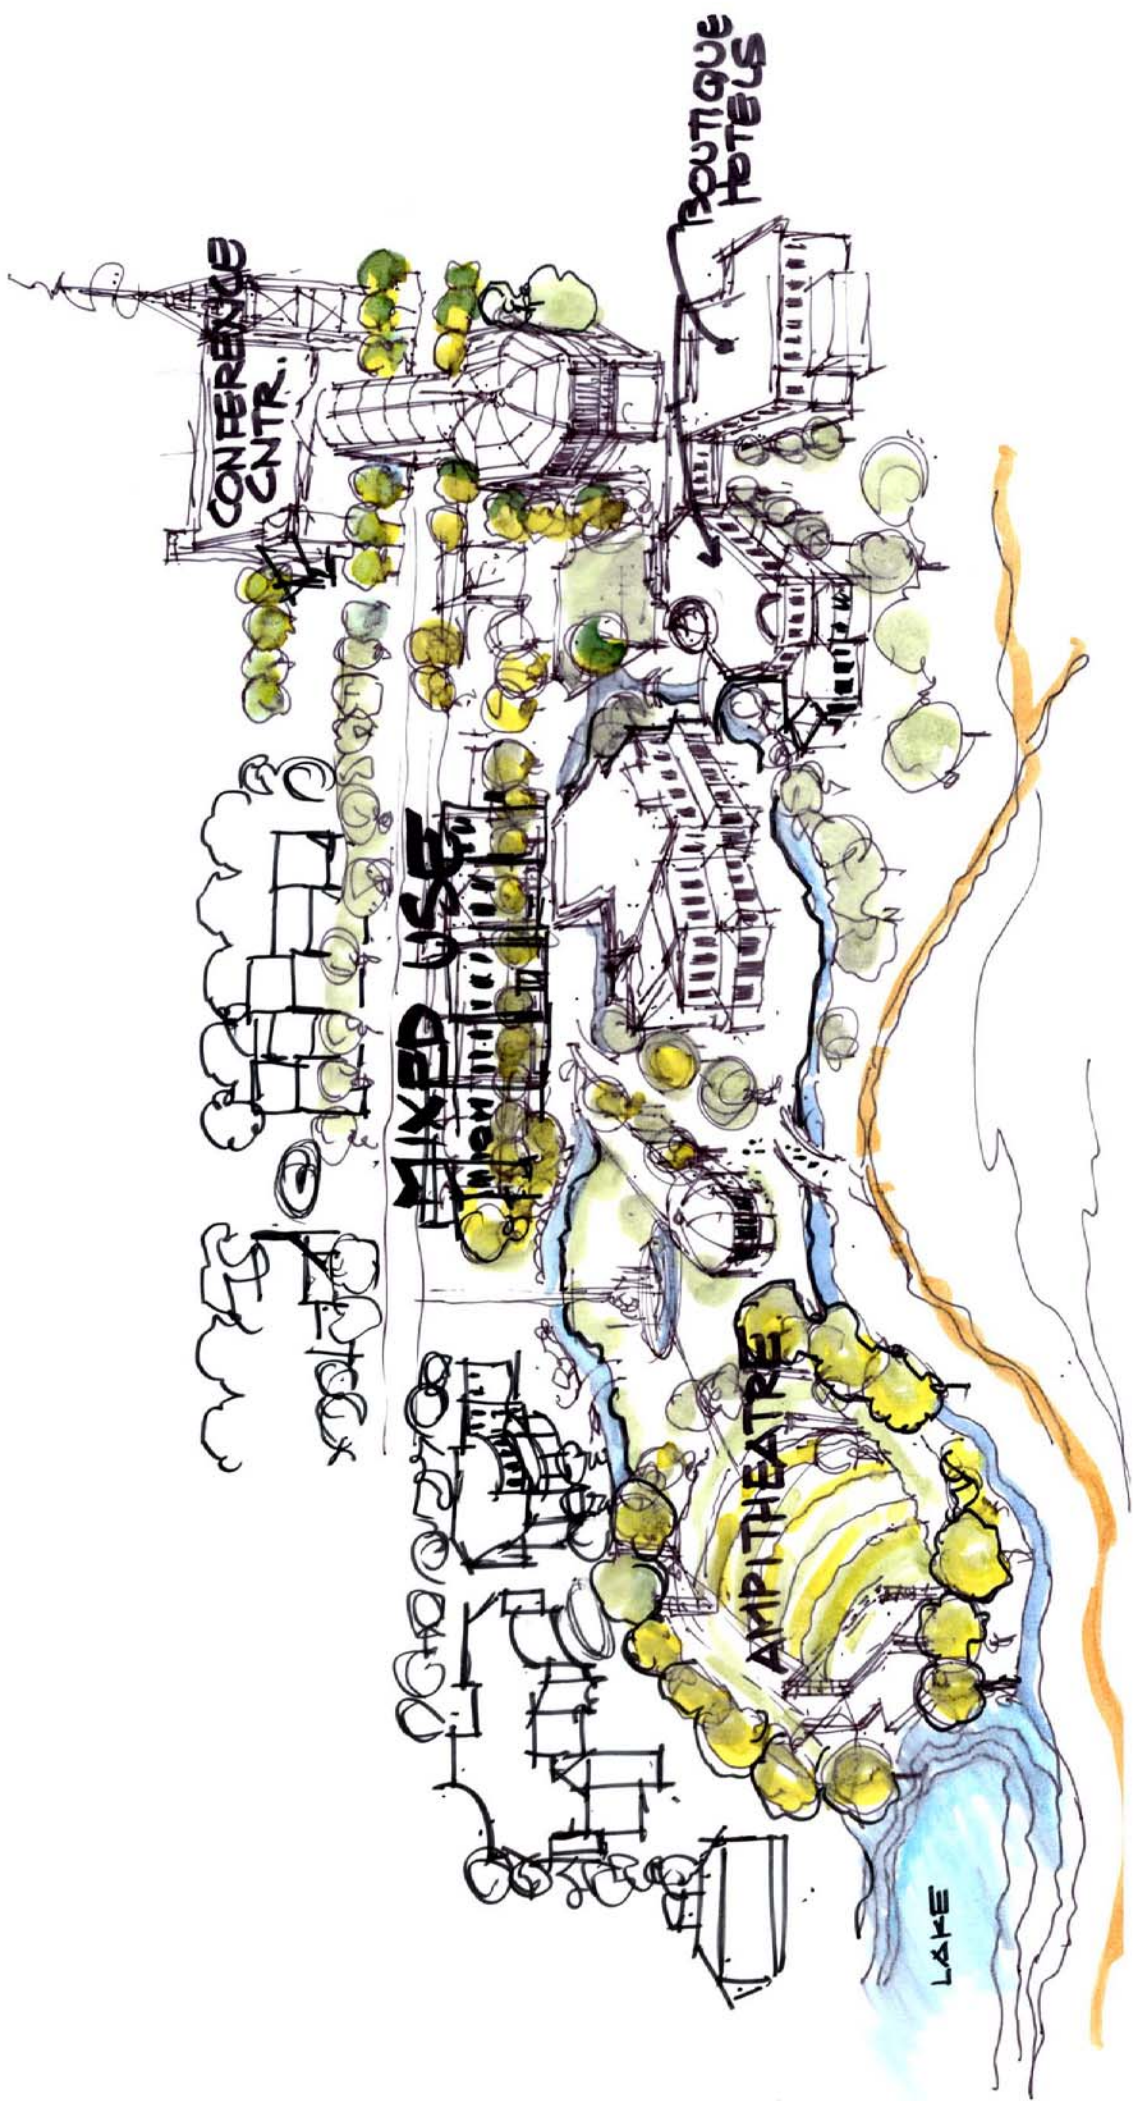 CONFERENCE
CNTR.
BOUTIQUE
HOTELS
MIXED USE
AMPITHEATRE
LAKE